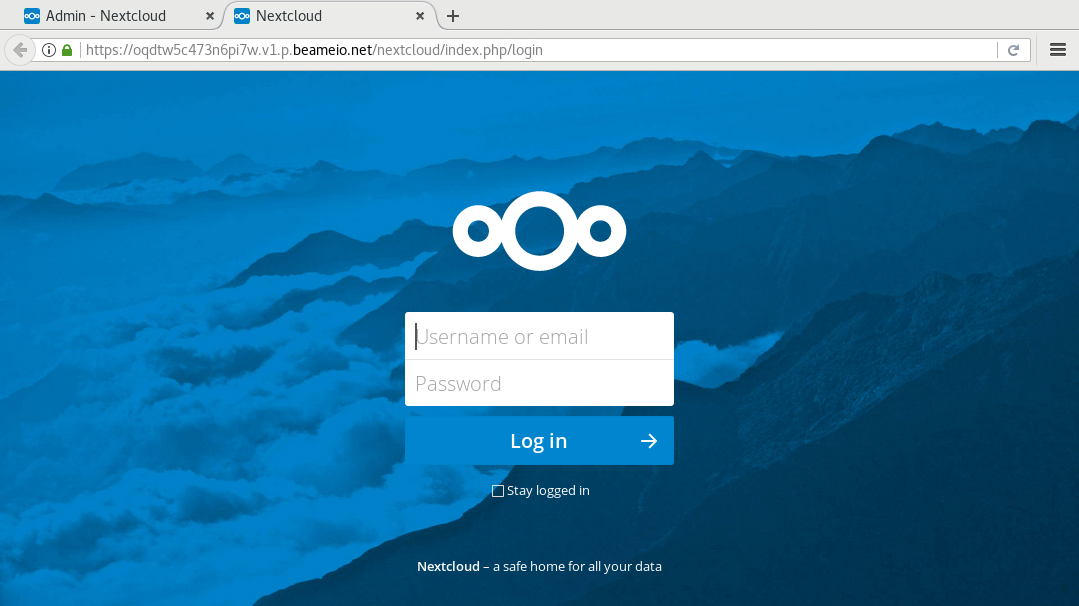 Admin - Nextcloud
Nextcloud
https://oqdtw5c473n6pi7w.v1.p.beameio.net/nextcloud/index.php/login
Username or email
Password
Log in
Stay logged in
Nextcloud – a safe home for all your data